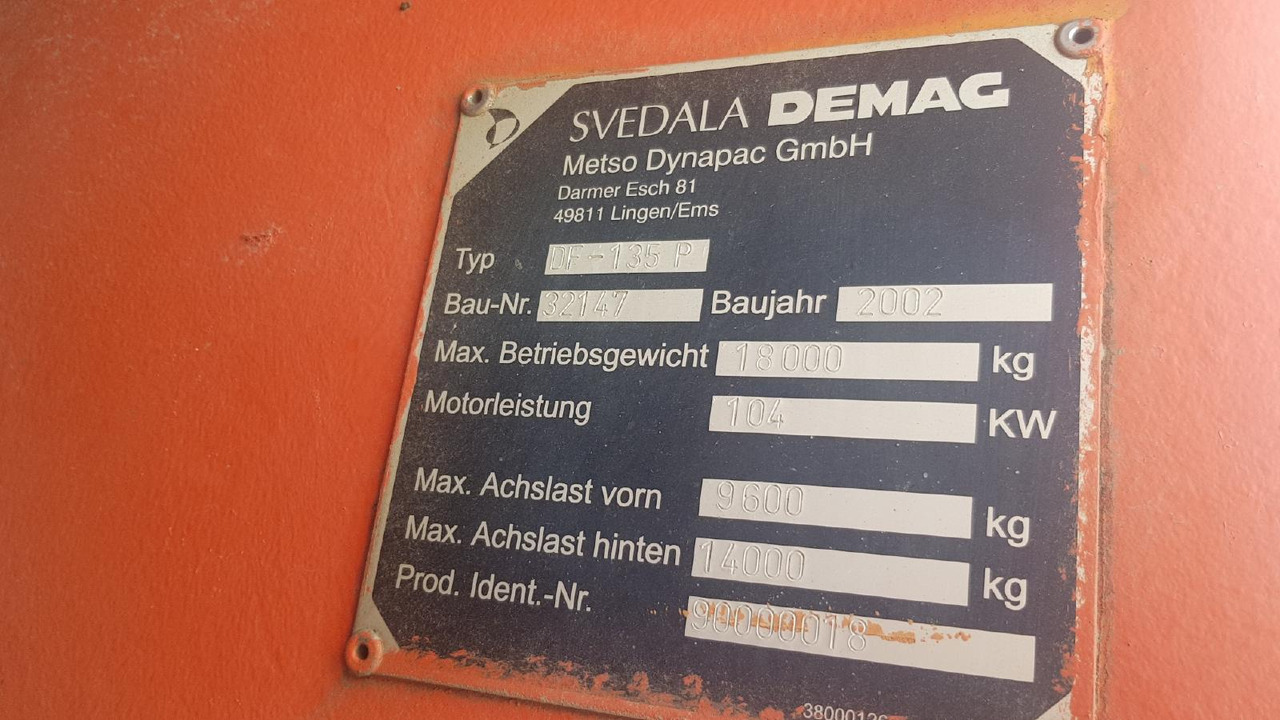 SVEDALA DEMAG
Metso Dynapac GmbH
Darmer Esch 81
49811 Lingen/Ems
Typ DF-135 P
Bau-Nr. 32147 Baujahr 2002
Max. Betriebsgewicht 18000 kg
Motorleistung 104 KW
Max. Achslast vorn 9600 kg
Max. Achslast hinten 14000 kg
Prod. Ident.-Nr. 90000018